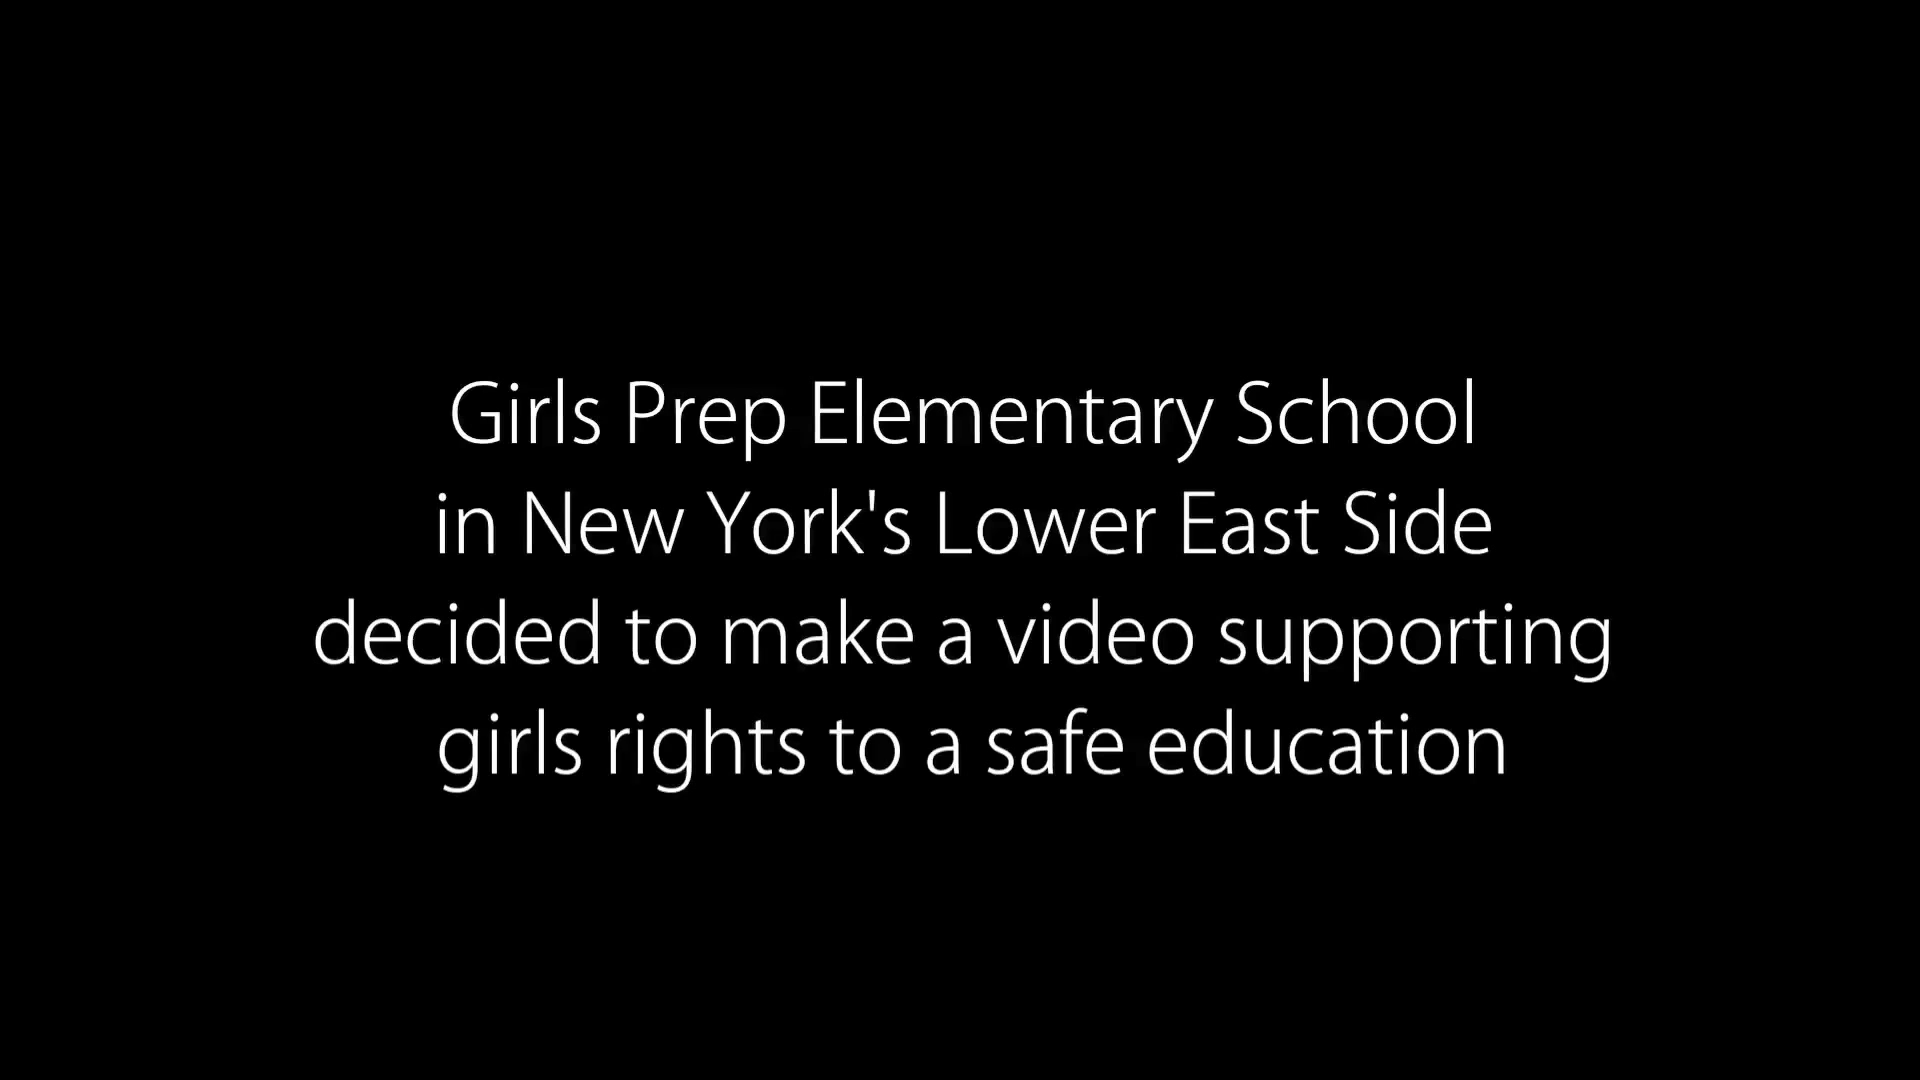 Girls Prep Elementary School
in New York's Lower East Side
decided to make a video supporting
girls rights to a safe education